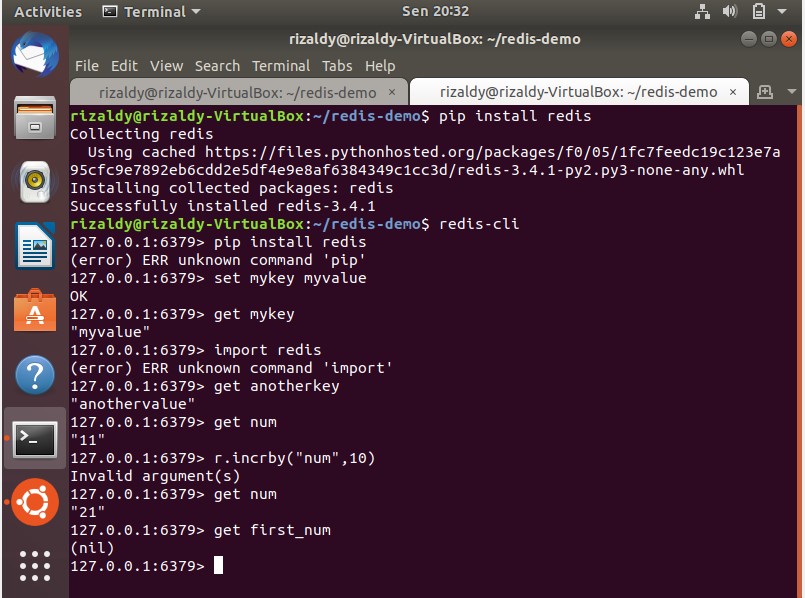 Activities Terminal Sen 20:32
rizaldy@rizaldy-VirtualBox: ~/redis-demo
File Edit View Search Terminal Tabs Help
rizaldy@rizaldy-VirtualBox: ~/redis-demo × rizaldy@rizaldy-VirtualBox: ~/redis-demo ×
rizaldy@rizaldy-VirtualBox:~/redis-demo$ pip install redis
Collecting redis
  Using cached https://files.pythonhosted.org/packages/f0/05/1fc7feedc19c123e7a
95cfc9e7892eb6cdd2e5df4e9e8af6384349c1cc3d/redis-3.4.1-py2.py3-none-any.whl
Installing collected packages: redis
Successfully installed redis-3.4.1
rizaldy@rizaldy-VirtualBox:~/redis-demo$ redis-cli
127.0.0.1:6379> pip install redis
(error) ERR unknown command 'pip'
127.0.0.1:6379> set mykey myvalue
OK
127.0.0.1:6379> get mykey
"myvalue"
127.0.0.1:6379> import redis
(error) ERR unknown command 'import'
127.0.0.1:6379> get anotherkey
"anothervalue"
127.0.0.1:6379> get num
"11"
127.0.0.1:6379> r.incrby("num",10)
Invalid argument(s)
127.0.0.1:6379> get num
"21"
127.0.0.1:6379> get first_num
(nil)
127.0.0.1:6379>